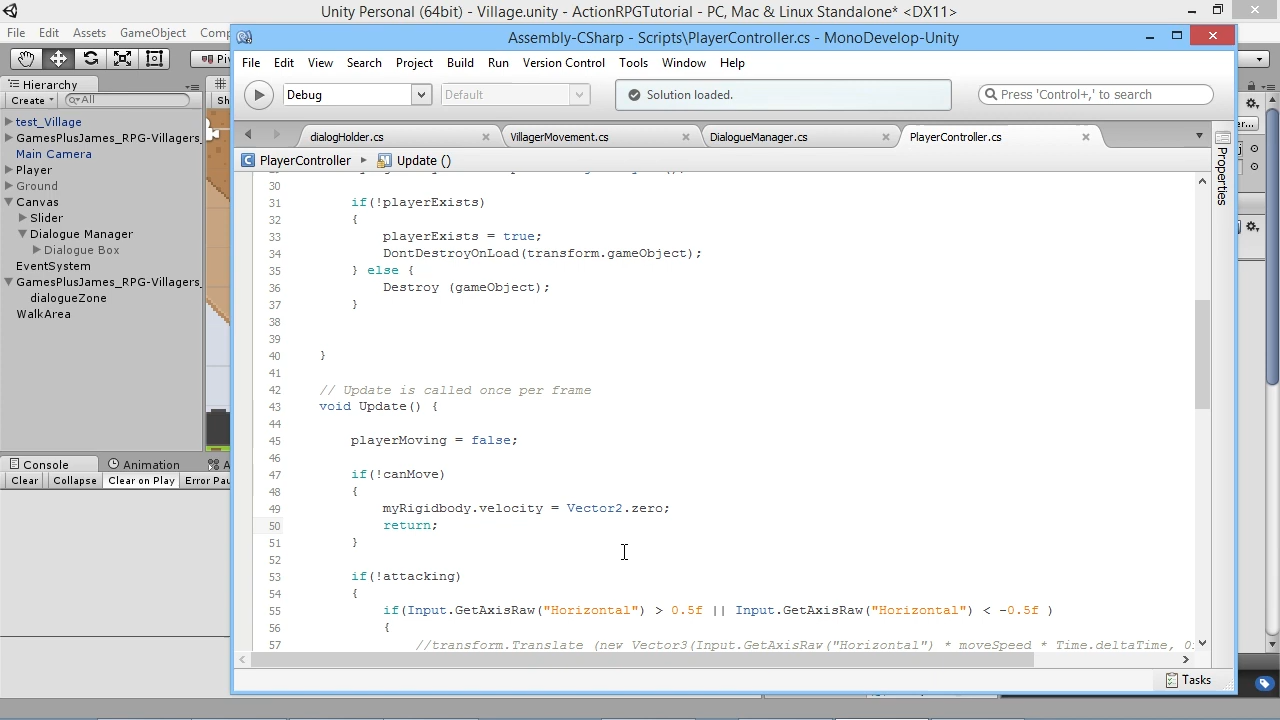 Unity Personal (64bit) - Village.unity - ActionRPGTutorial - PC, Mac & Linux Standalone* <DX11>
File Edit Assets GameObject
Assembly-CSharp - Scripts\PlayerController.cs - MonoDevelop-Unity
File Edit View Search Project Build Run Version Control Tools Window Help
Debug
Default
Solution loaded.
Press 'Control+,' to search
Hierarchy
Create
All
test_Village
GamesPlusJames_RPG-Villagers_
Main Camera
Player
Ground
Canvas
Slider
Dialogue Manager
Dialogue Box
EventSystem
GamesPlusJames_RPG-Villagers_
dialogueZone
WalkArea
Console
Animation
Clear Collapse Clear on Play Error Pau
dialogHolder.cs
VillagerMovement.cs
DialogueManager.cs
PlayerController.cs
PlayerController
Update ()
30
31 if(!playerExists)
32 {
33 playerExists = true;
34 DontDestroyOnLoad(transform.gameObject);
35 } else {
36 Destroy (gameObject);
37 }
38
39
40 }
41
42 // Update is called once per frame
43 void Update() {
44
45 playerMoving = false;
46
47 if(!canMove)
48 {
49 myRigidbody.velocity = Vector2.zero;
50 return;
51 }
52
53 if(!attacking)
54 {
55 if(Input.GetAxisRaw("Horizontal") > 0.5f || Input.GetAxisRaw("Horizontal") < -0.5f )
56 {
57 //transform.Translate (new Vector3(Input.GetAxisRaw("Horizontal") * moveSpeed * Time.deltaTime, 0
Properties
Tasks